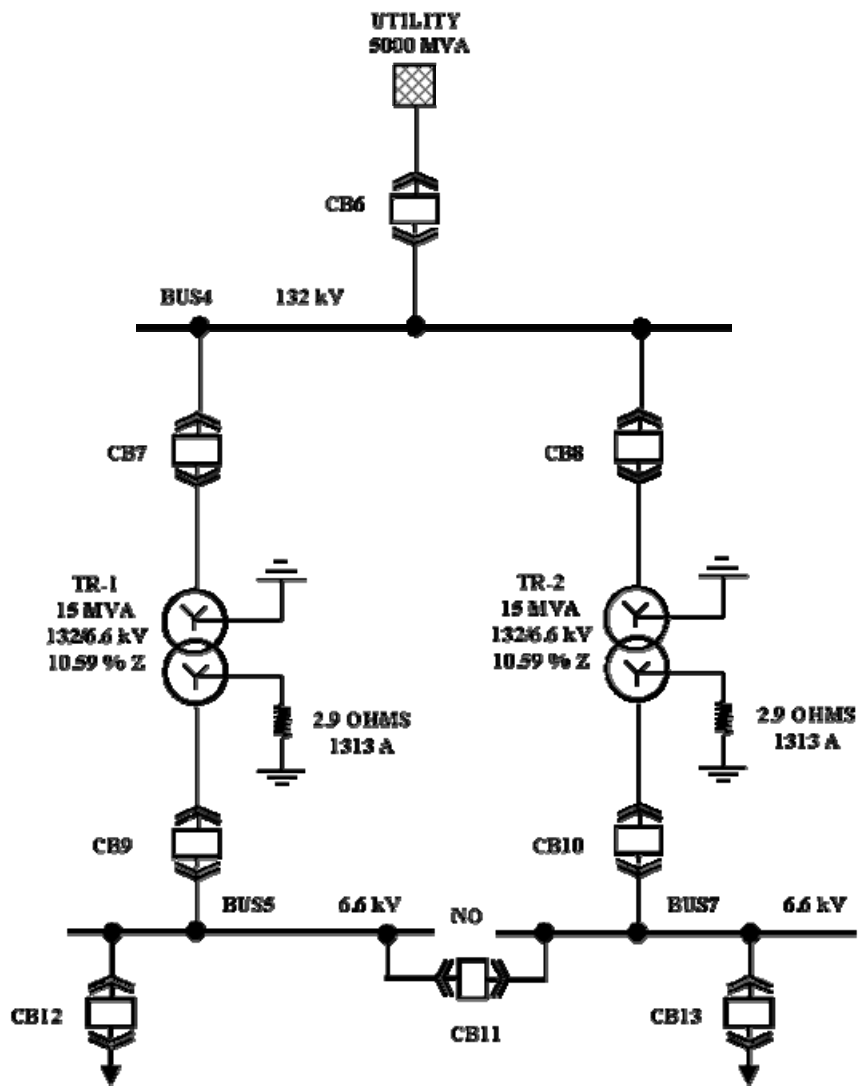 UTILITY
5000 MVA
CB6
BUS4 132 kV
CB7
CB8
TR-1
15 MVA
132/6.6 kV
10.59 % Z
2.9 OHMS
1313 A
TR-2
15 MVA
132/6.6 kV
10.59 % Z
2.9 OHMS
1313 A
CB9
CB10
BUS5 6.6 kV NO BUS7 6.6 kV
CB12
CB11
CB13